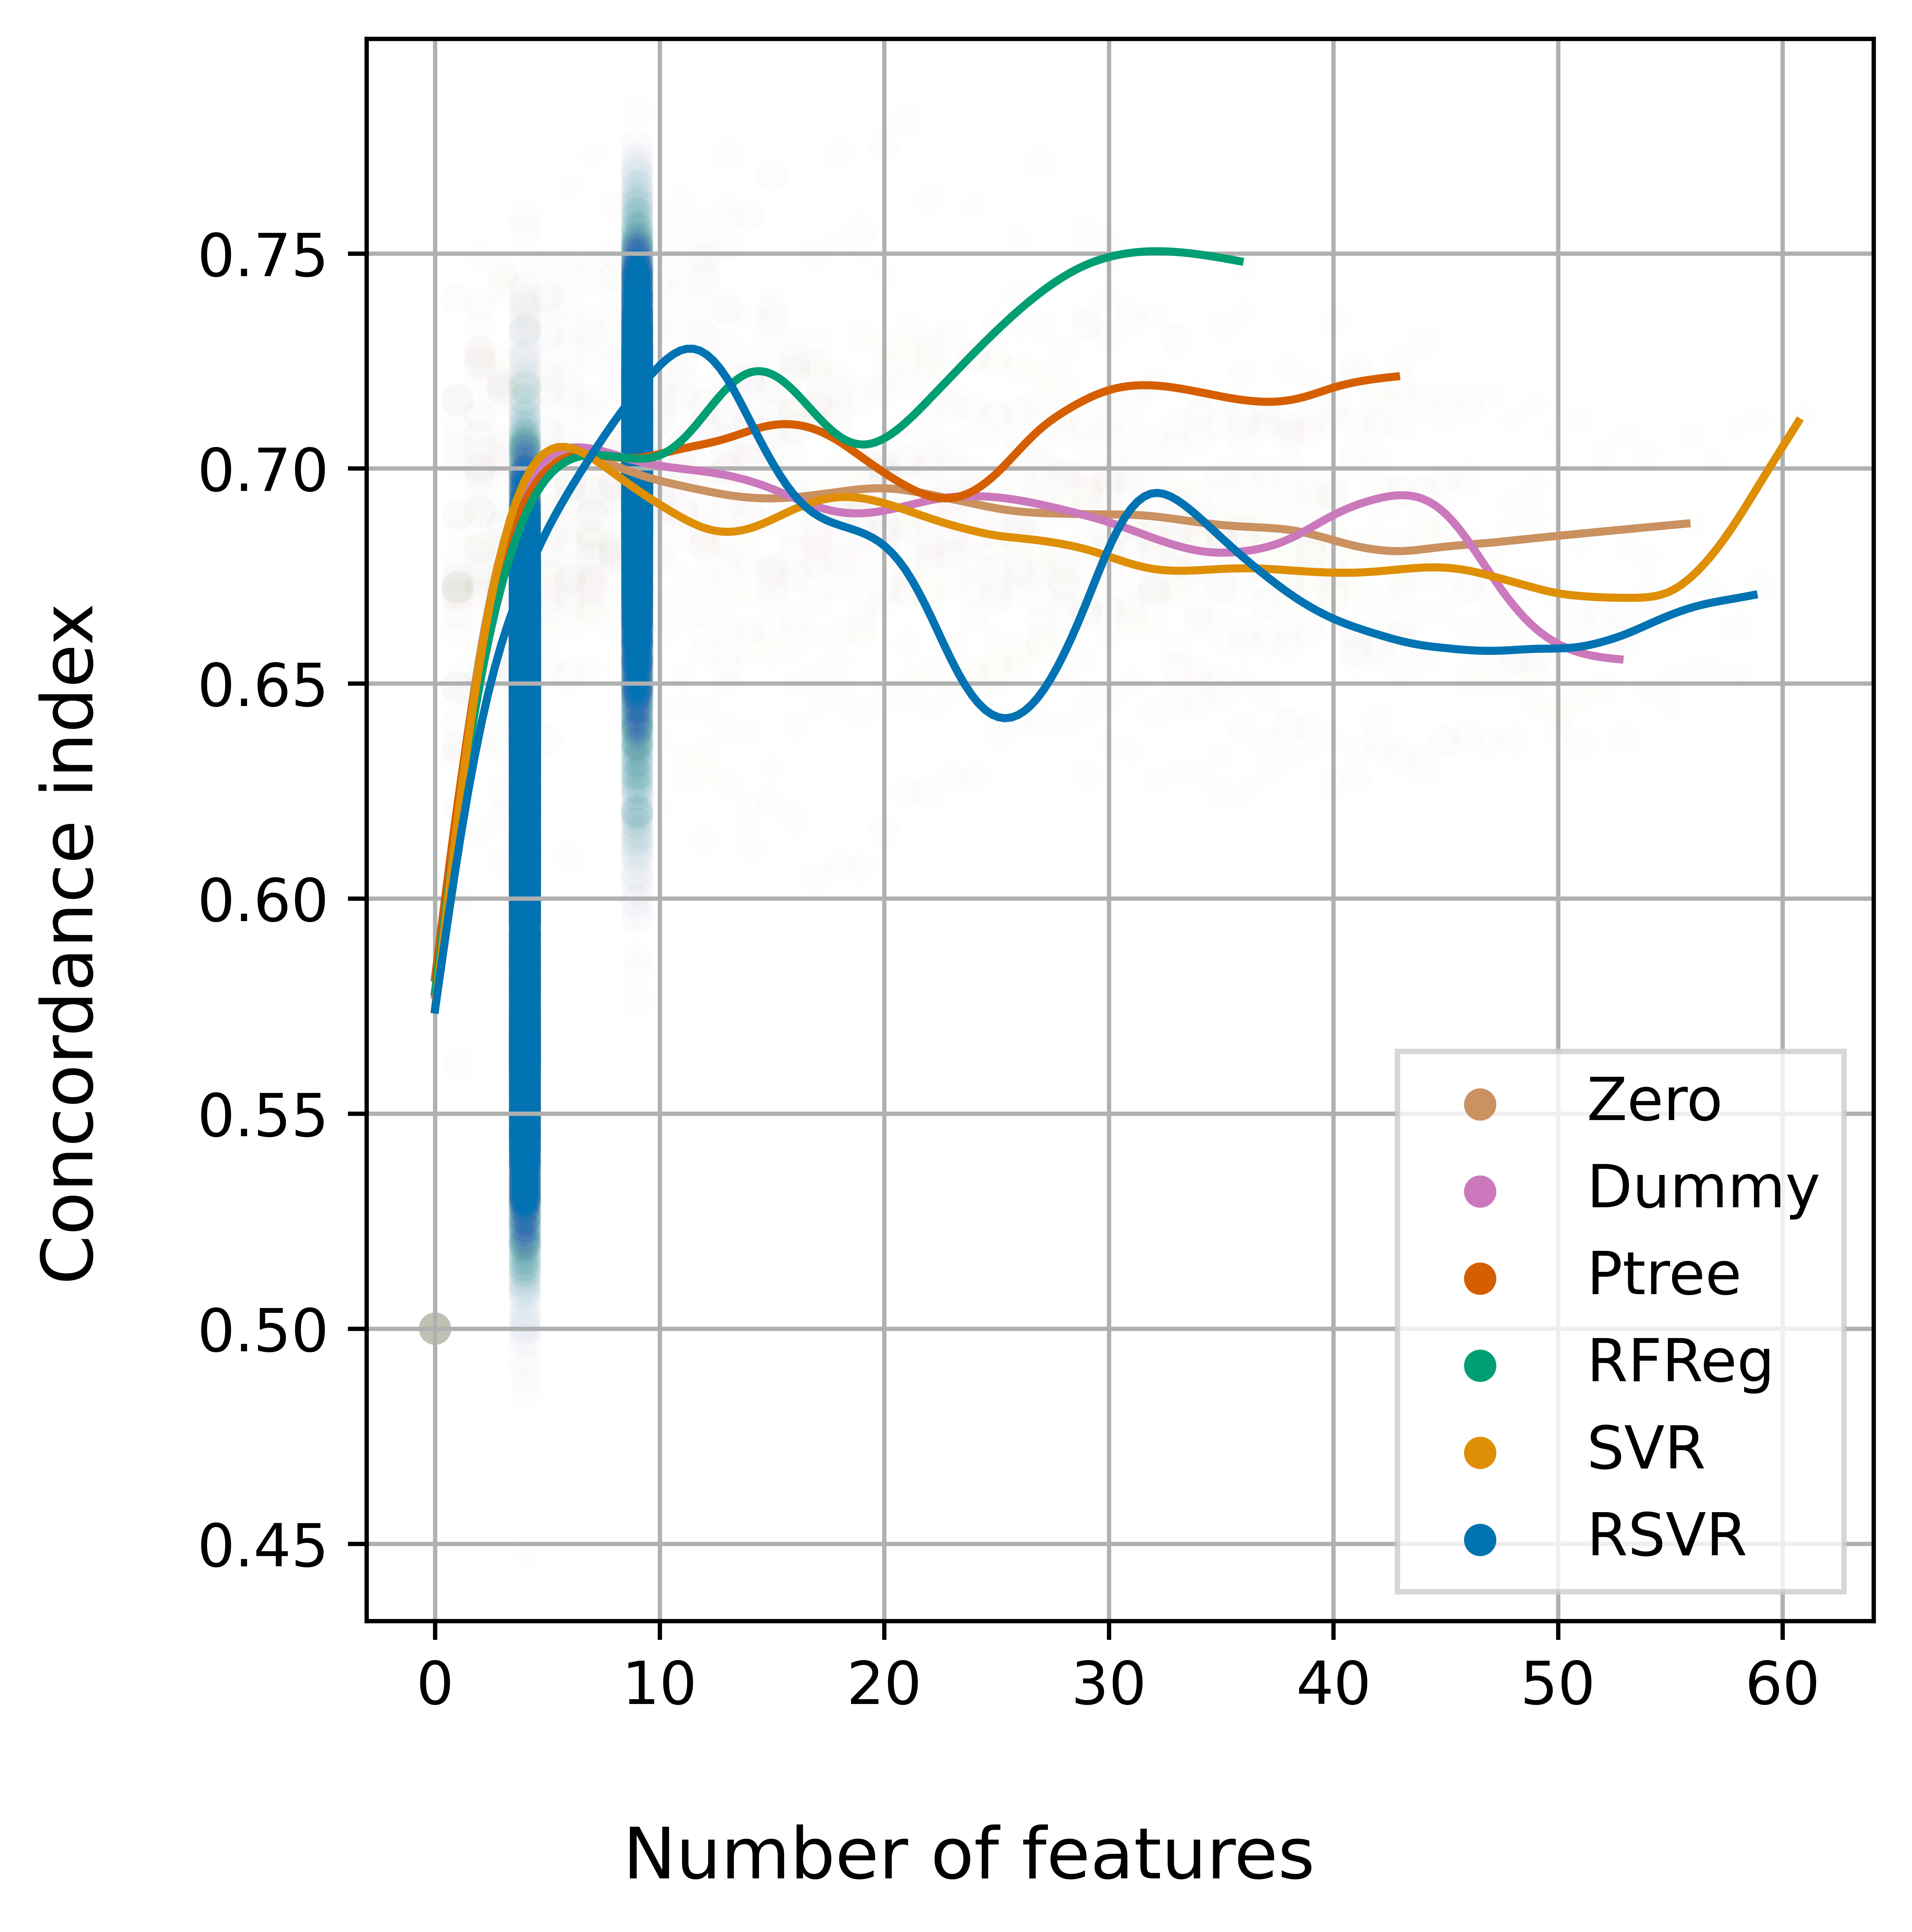 Concordance index
0.75
0.70
0.65
0.60
0.55
0.50
0.45
0
10
20
30
40
50
60
Number of features
Zero
Dummy
Ptree
RFReg
SVR
RSVR